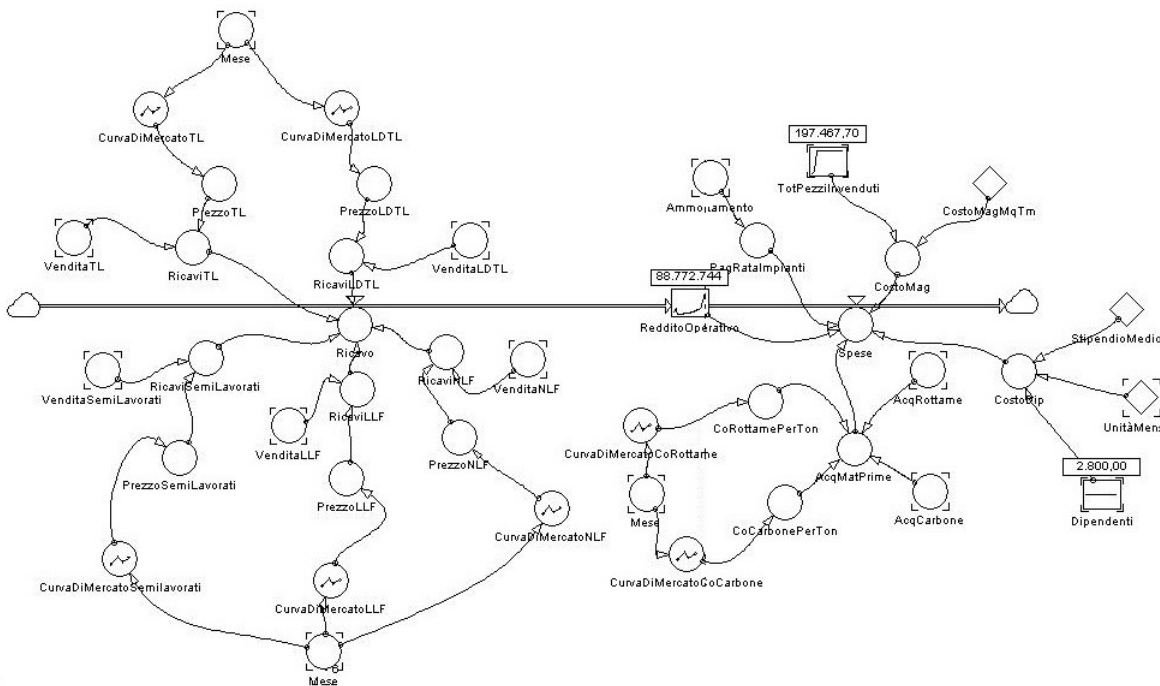 Mese
CurvaDiMercatoTL
CurvaDiMercatoLDTL
197.467,70
TotPezziInvenduti
PrezzoTL
PrezzoLDTL
Ammortamento
CostoMagMqTm
VenditaTL
RicaviTL
RicaviLDTL
VenditaLDTL
PagRataImpianti
CostoMag
88.772.744
RedditoOperativo
Ricavo
Spese
StipendioMedio
VenditaSemiLavorati
RicaviSemiLavorati
RicaviNLF
VenditaNLF
AcqRottame
CostoDip
RicaviLLF
UnitàMens
VenditaLLF
CoRottamePerTon
CurvaDiMercatoCoRottame
PrezzoNLF
2.800,00
PrezzoSemiLavorati
AcqMatPrime
PrezzoLLF
Mese
AcqCarbone
Dipendenti
CoCarbonePerTon
CurvaDiMercatoNLF
CurvaDiMercatoSemilavorati
CurvaDiMercatoCoCarbone
CurvaDiMercatoLLF
Mese